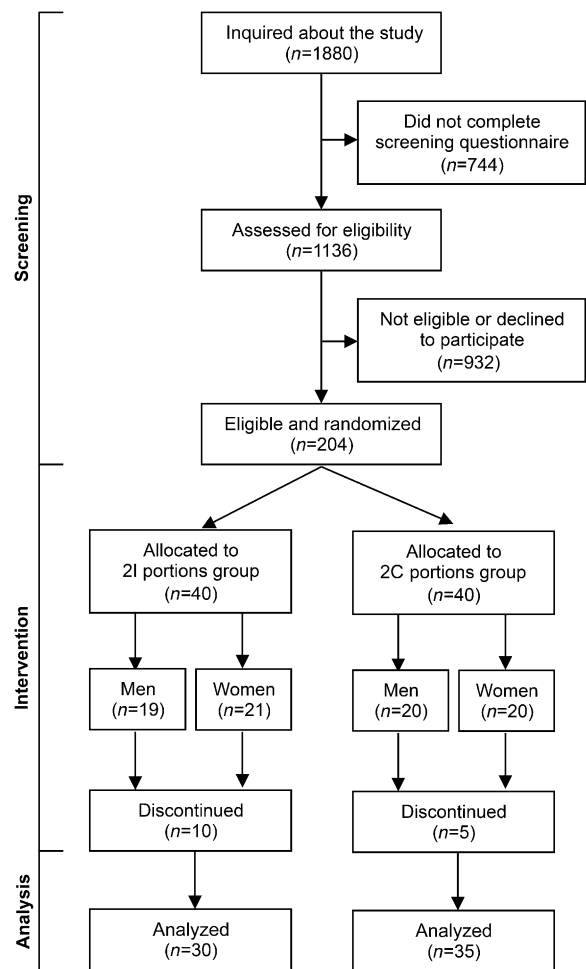 Screening
Inquired about the study
(n=1880)
Did not complete
screening questionnaire
(n=744)
Assessed for eligibility
(n=1136)
Not eligible or declined
to participate
(n=932)
Eligible and randomized
(n=204)
Intervention
Allocated to
2I portions group
(n=40)
Allocated to
2C portions group
(n=40)
Men
(n=19)
Women
(n=21)
Men
(n=20)
Women
(n=20)
Discontinued
(n=10)
Discontinued
(n=5)
Analysis
Analyzed
(n=30)
Analyzed
(n=35)